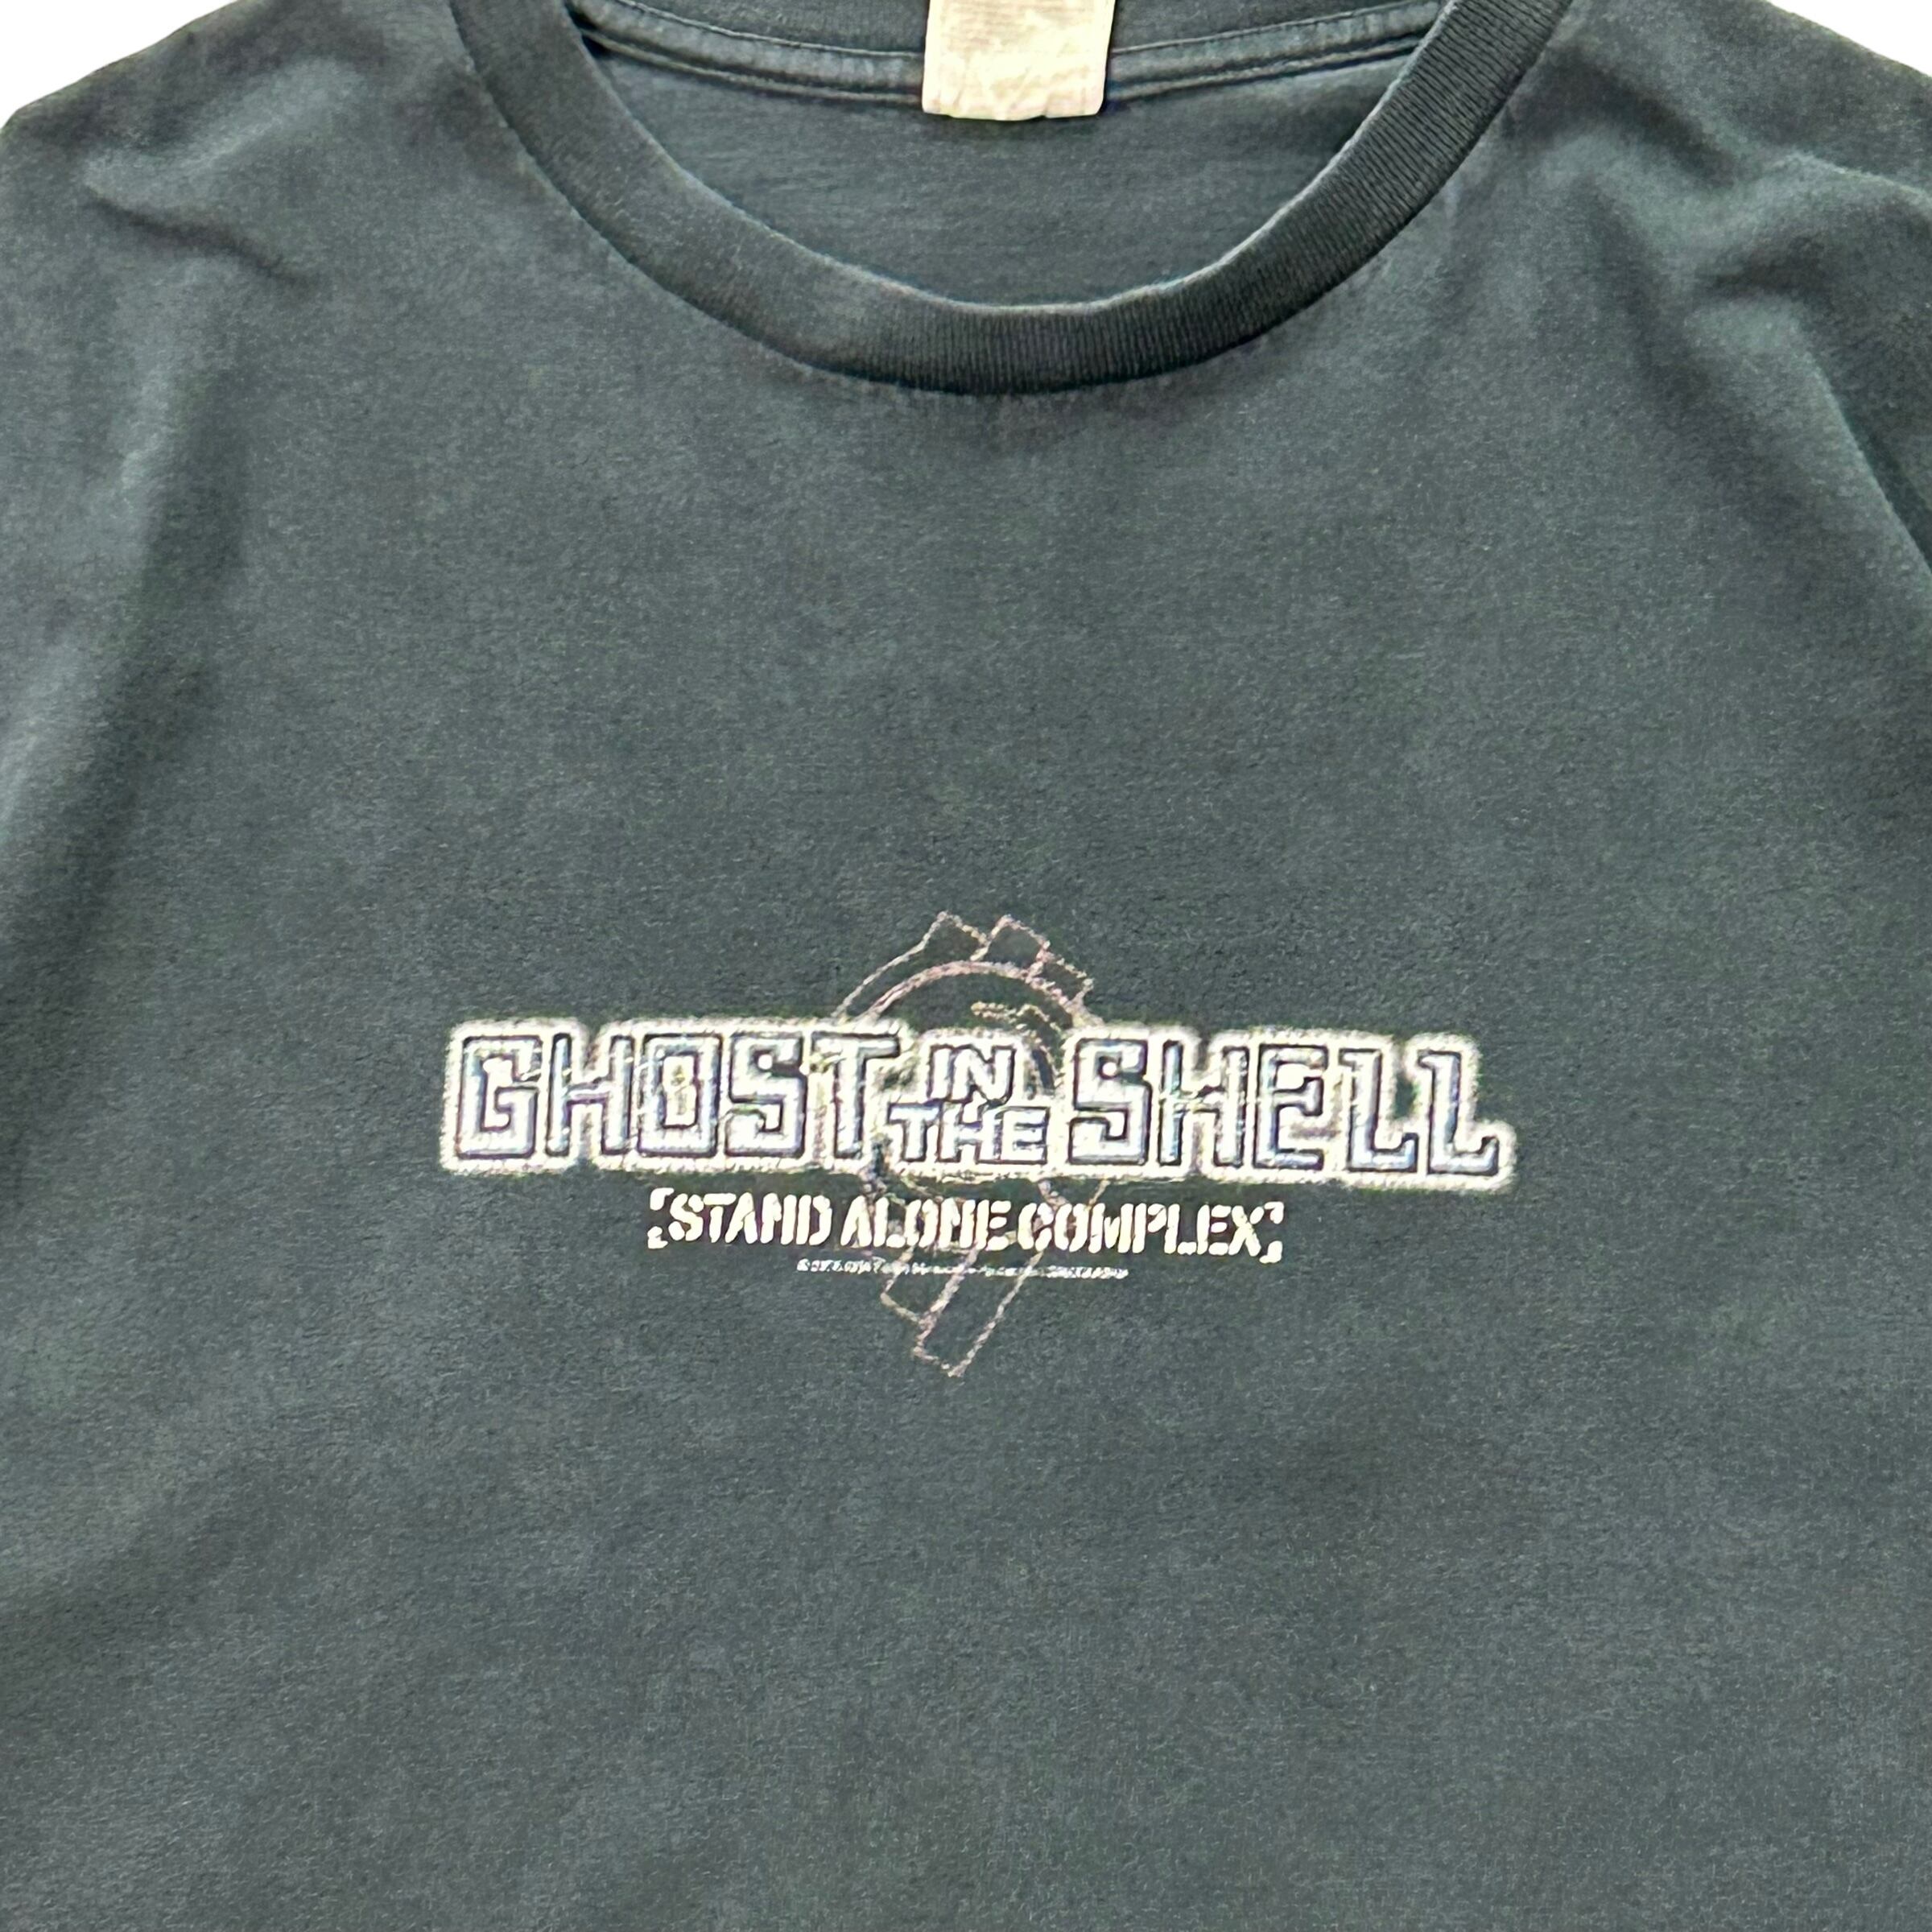 GHOST IN THE SHELL
[STAND ALONE COMPLEX]